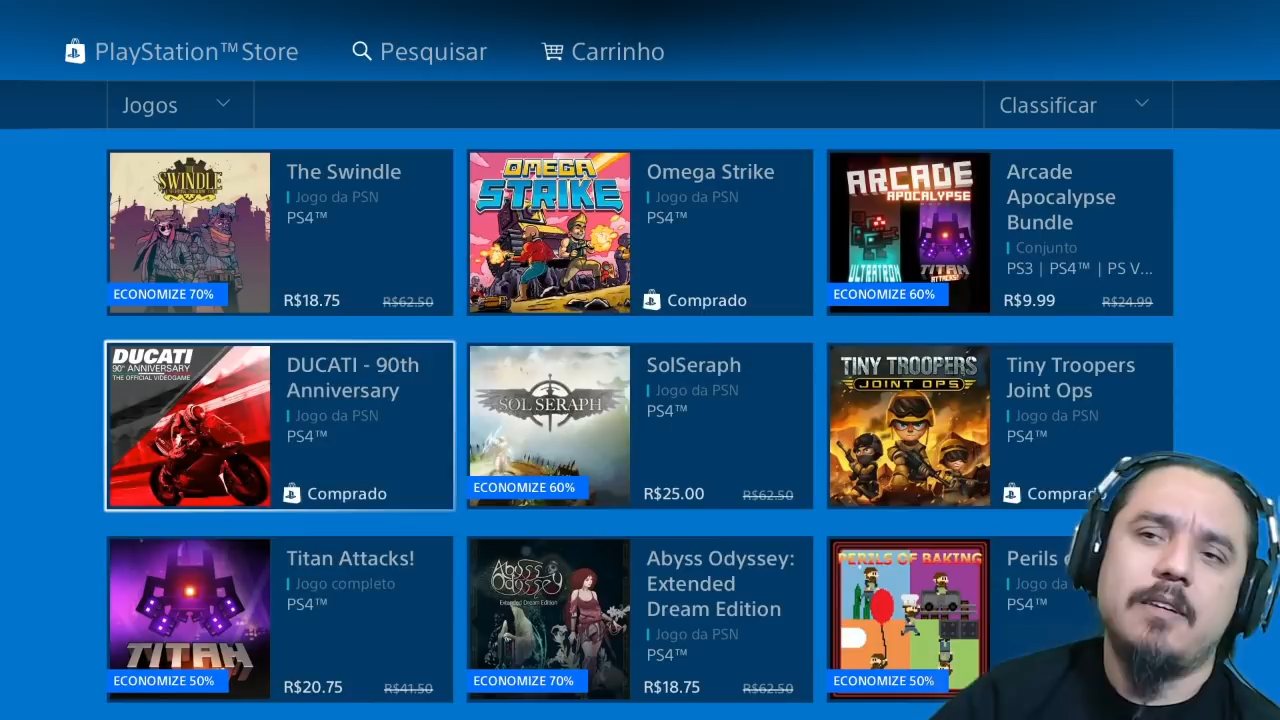 PlayStation™Store
Pesquisar
Carrinho
Jogos
Classificar
THE SWINDLE
ECONOMIZE 70%
The Swindle
Jogo da PSN
PS4™
R$18.75
R$62.50
OMEGA
STRIKE
Omega Strike
Jogo da PSN
PS4™
Comprado
ARCADE
APOCALYPSE
ULTRATRON
TITAN
ATTACKS!
ECONOMIZE 60%
Arcade
Apocalypse
Bundle
Conjunto
PS3 | PS4™ | PS V...
R$9.99
R$24.99
DUCATI
90TH ANNIVERSARY
THE OFFICIAL VIDEOGAME
DUCATI - 90th
Anniversary
Jogo da PSN
PS4™
Comprado
SOL SERAPH
ECONOMIZE 60%
SolSeraph
Jogo da PSN
PS4™
R$25.00
R$62.50
TINY TROOPERS
JOINT OPS
Tiny Troopers
Joint Ops
Jogo da PSN
PS4™
Comprad
TITAN
ECONOMIZE 50%
Titan Attacks!
Jogo completo
PS4™
R$20.75
R$41.50
Abyss
Odyssey
Extended Dream Edition
ECONOMIZE 70%
Abyss Odyssey:
Extended
Dream Edition
Jogo da PSN
PS4™
R$18.75
R$62.50
PERILS OF BAKING
ECONOMIZE 50%
Perils
Jogo da
PS4™